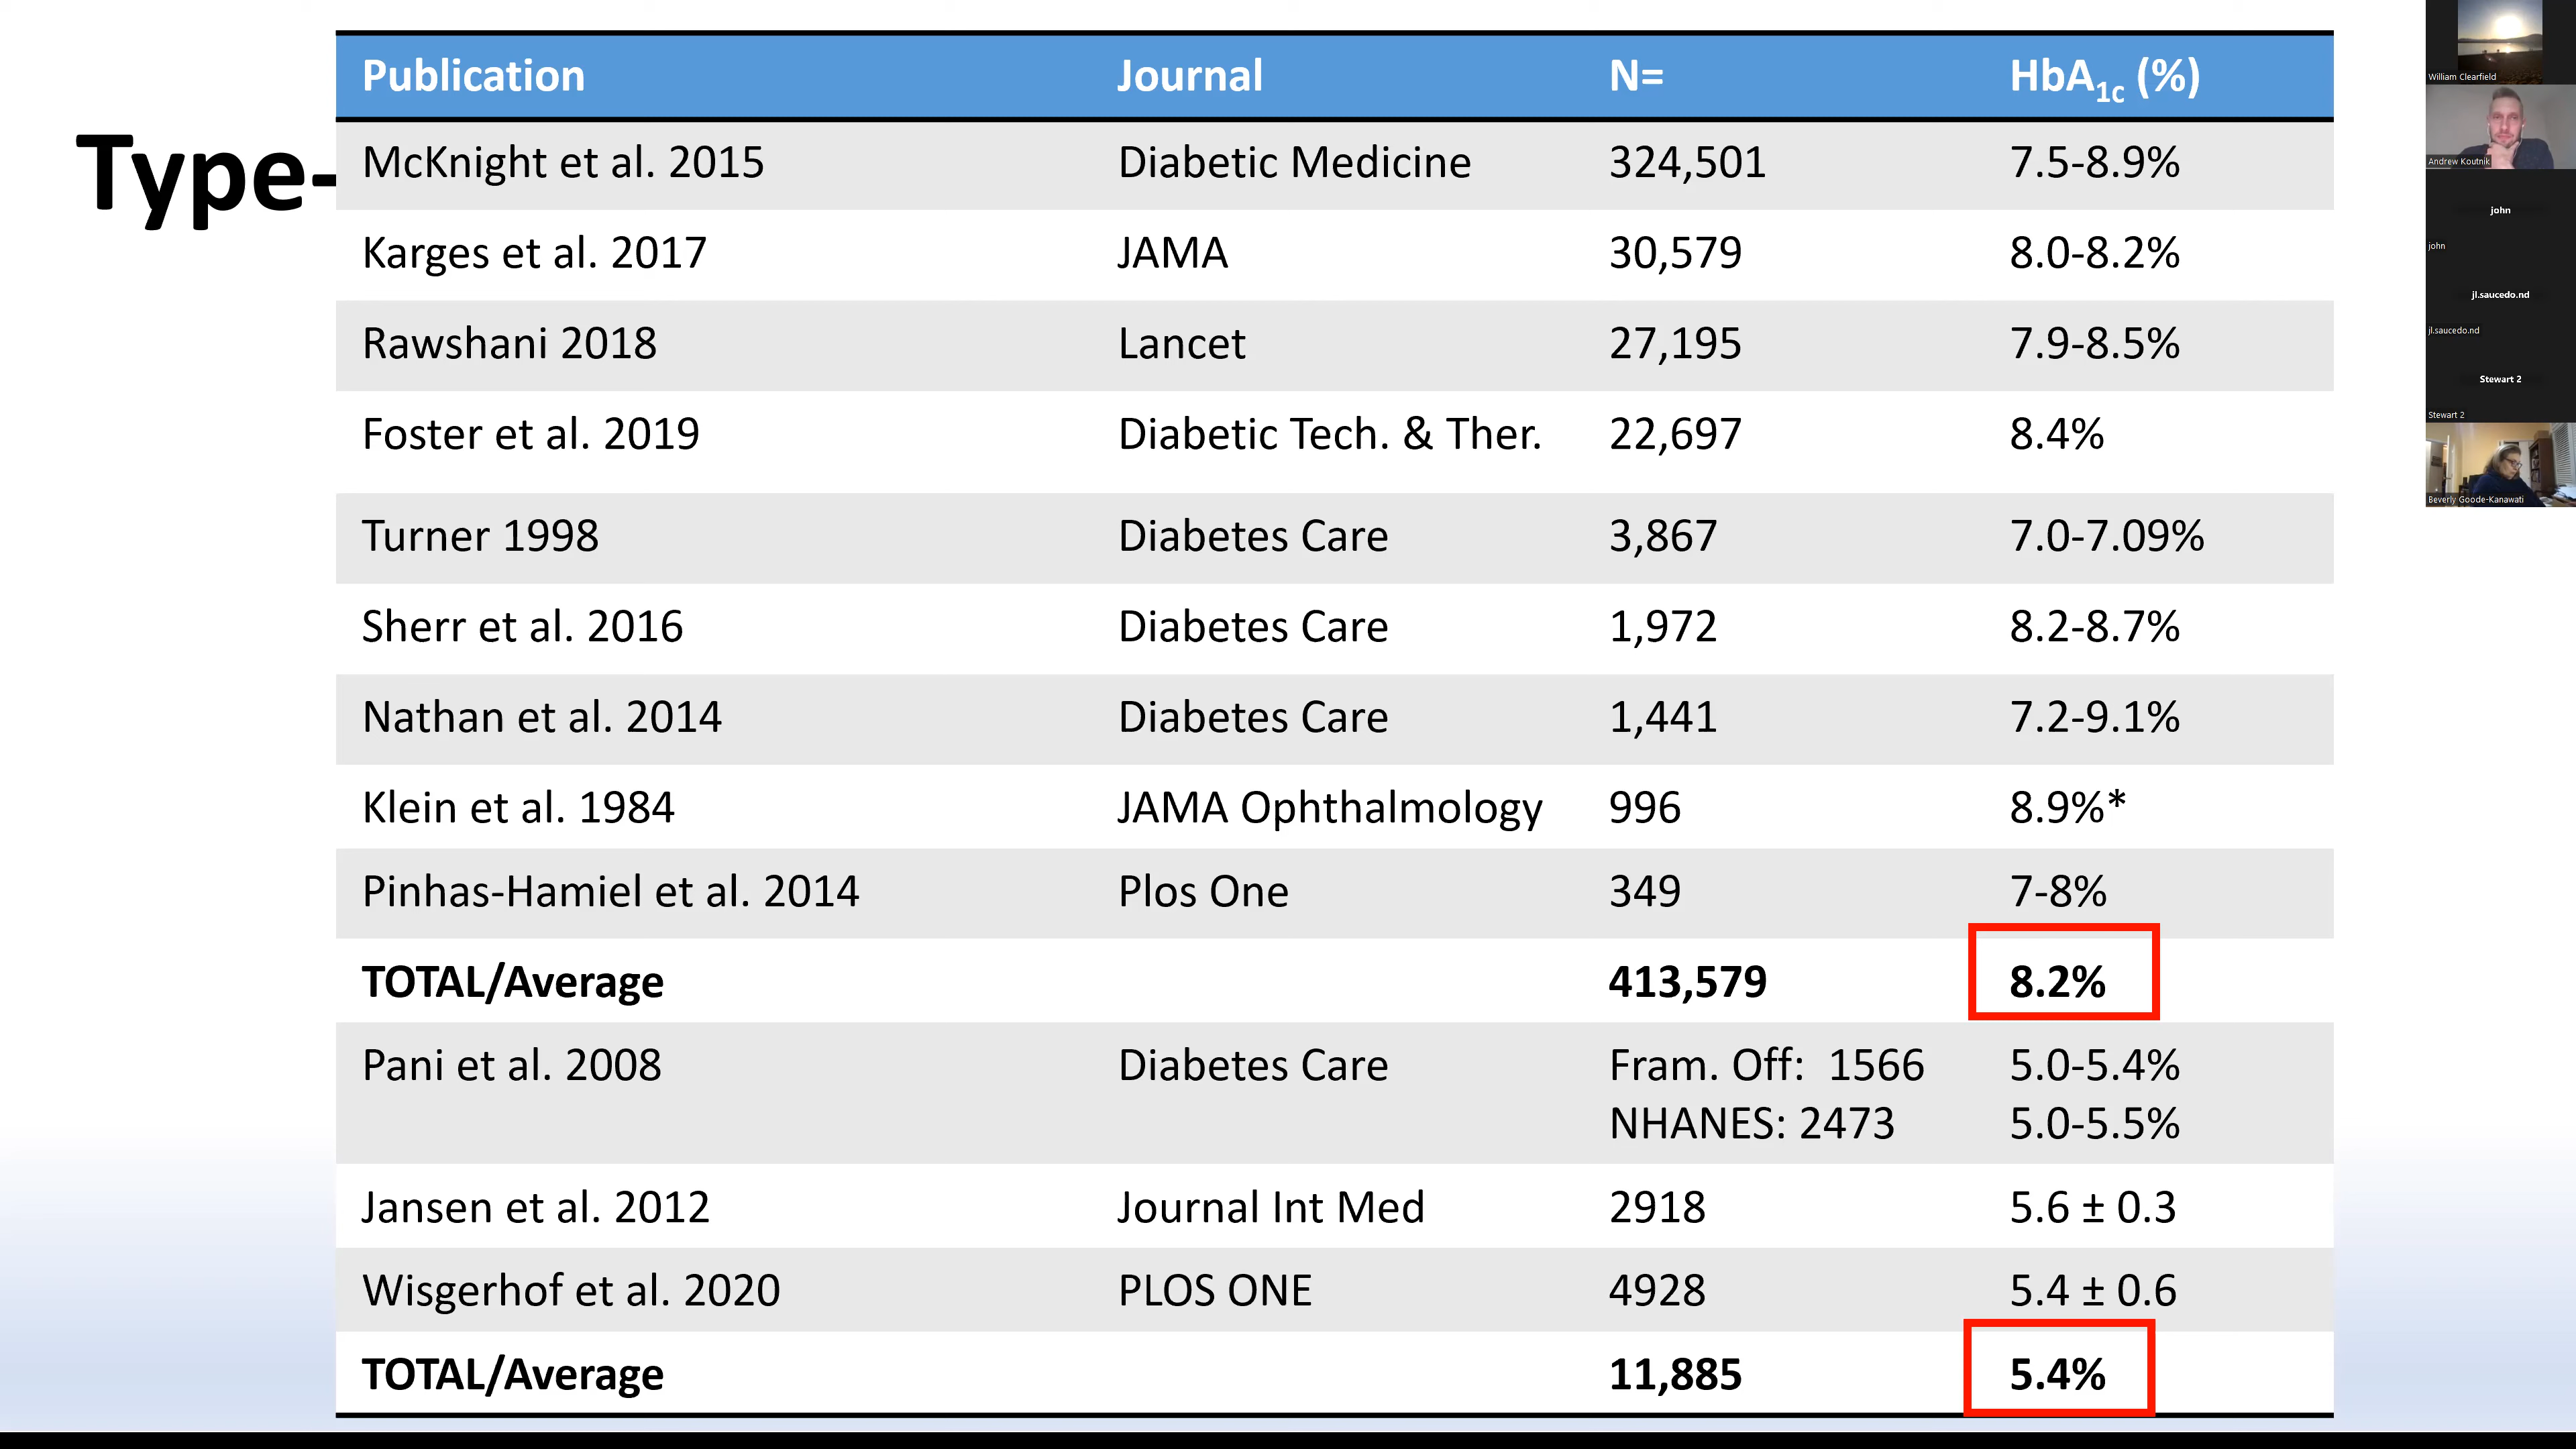 Type-
Publication Journal N= HbA1c (%)
McKnight et al. 2015 Diabetic Medicine 324,501 7.5-8.9%
Karges et al. 2017 JAMA 30,579 8.0-8.2%
Rawshani 2018 Lancet 27,195 7.9-8.5%
Foster et al. 2019 Diabetic Tech. & Ther. 22,697 8.4%
Turner 1998 Diabetes Care 3,867 7.0-7.09%
Sherr et al. 2016 Diabetes Care 1,972 8.2-8.7%
Nathan et al. 2014 Diabetes Care 1,441 7.2-9.1%
Klein et al. 1984 JAMA Ophthalmology 996 8.9%*
Pinhas-Hamiel et al. 2014 Plos One 349 7-8%
TOTAL/Average 413,579 8.2%
Pani et al. 2008 Diabetes Care Fram. Off: 1566 5.0-5.4%
NHANES: 2473 5.0-5.5%
Jansen et al. 2012 Journal Int Med 2918 5.6 ± 0.3
Wisgerhof et al. 2020 PLOS ONE 4928 5.4 ± 0.6
TOTAL/Average 11,885 5.4%
William Clearfield
Andrew Koutnik
john
john
jl.saucedo.nd
jl.saucedo.nd
Stewart 2
Stewart 2
Beverly Goode-Kanawati